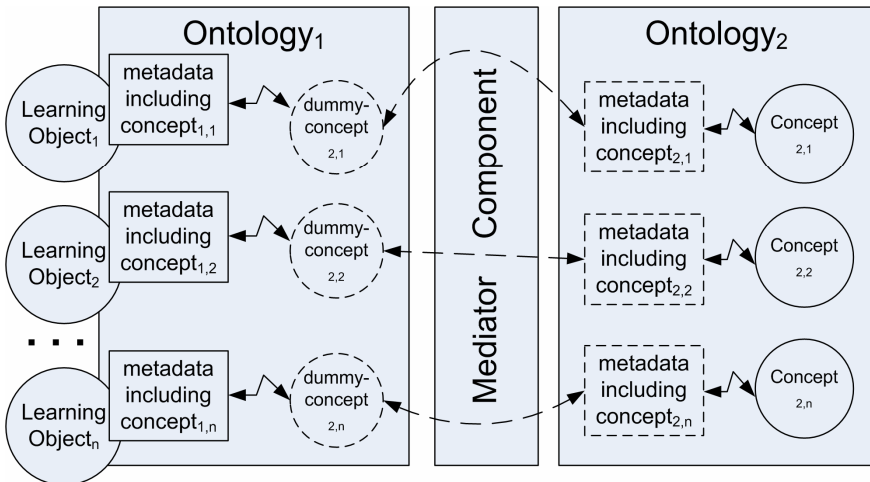 Ontology₁
Learning
Object₁
metadata
including
concept₁,₁
dummy-
concept
2,1
Learning
Object₂
metadata
including
concept₁,₂
dummy-
concept
2,2
. . .
Learning
Objectₙ
metadata
including
concept₁,ₙ
dummy-
concept
2,n
Mediator Component
Ontology₂
metadata
including
concept₂,₁
Concept
2,1
metadata
including
concept₂,₂
Concept
2,2
metadata
including
concept₂,ₙ
Concept
2,n